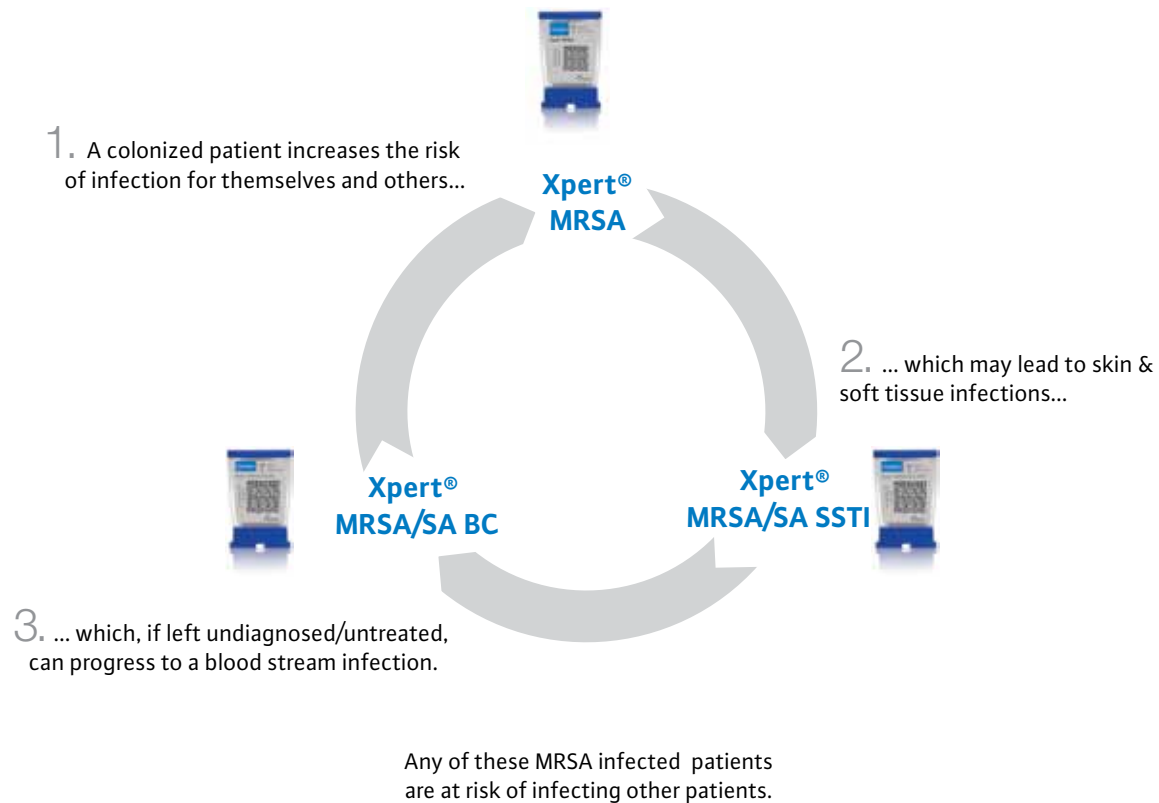 1. A colonized patient increases the risk
of infection for themselves and others...
Xpert®
MRSA
2. ... which may lead to skin &
soft tissue infections...
Xpert®
MRSA/SA SSTI
Xpert®
MRSA/SA BC
3. ... which, if left undiagnosed/untreated,
can progress to a blood stream infection.
Any of these MRSA infected patients
are at risk of infecting other patients.